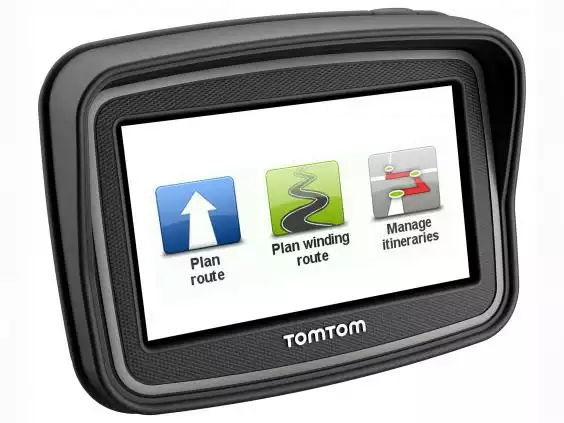 Plan
route
Plan winding
route
Manage
itineraries
TOMTOM